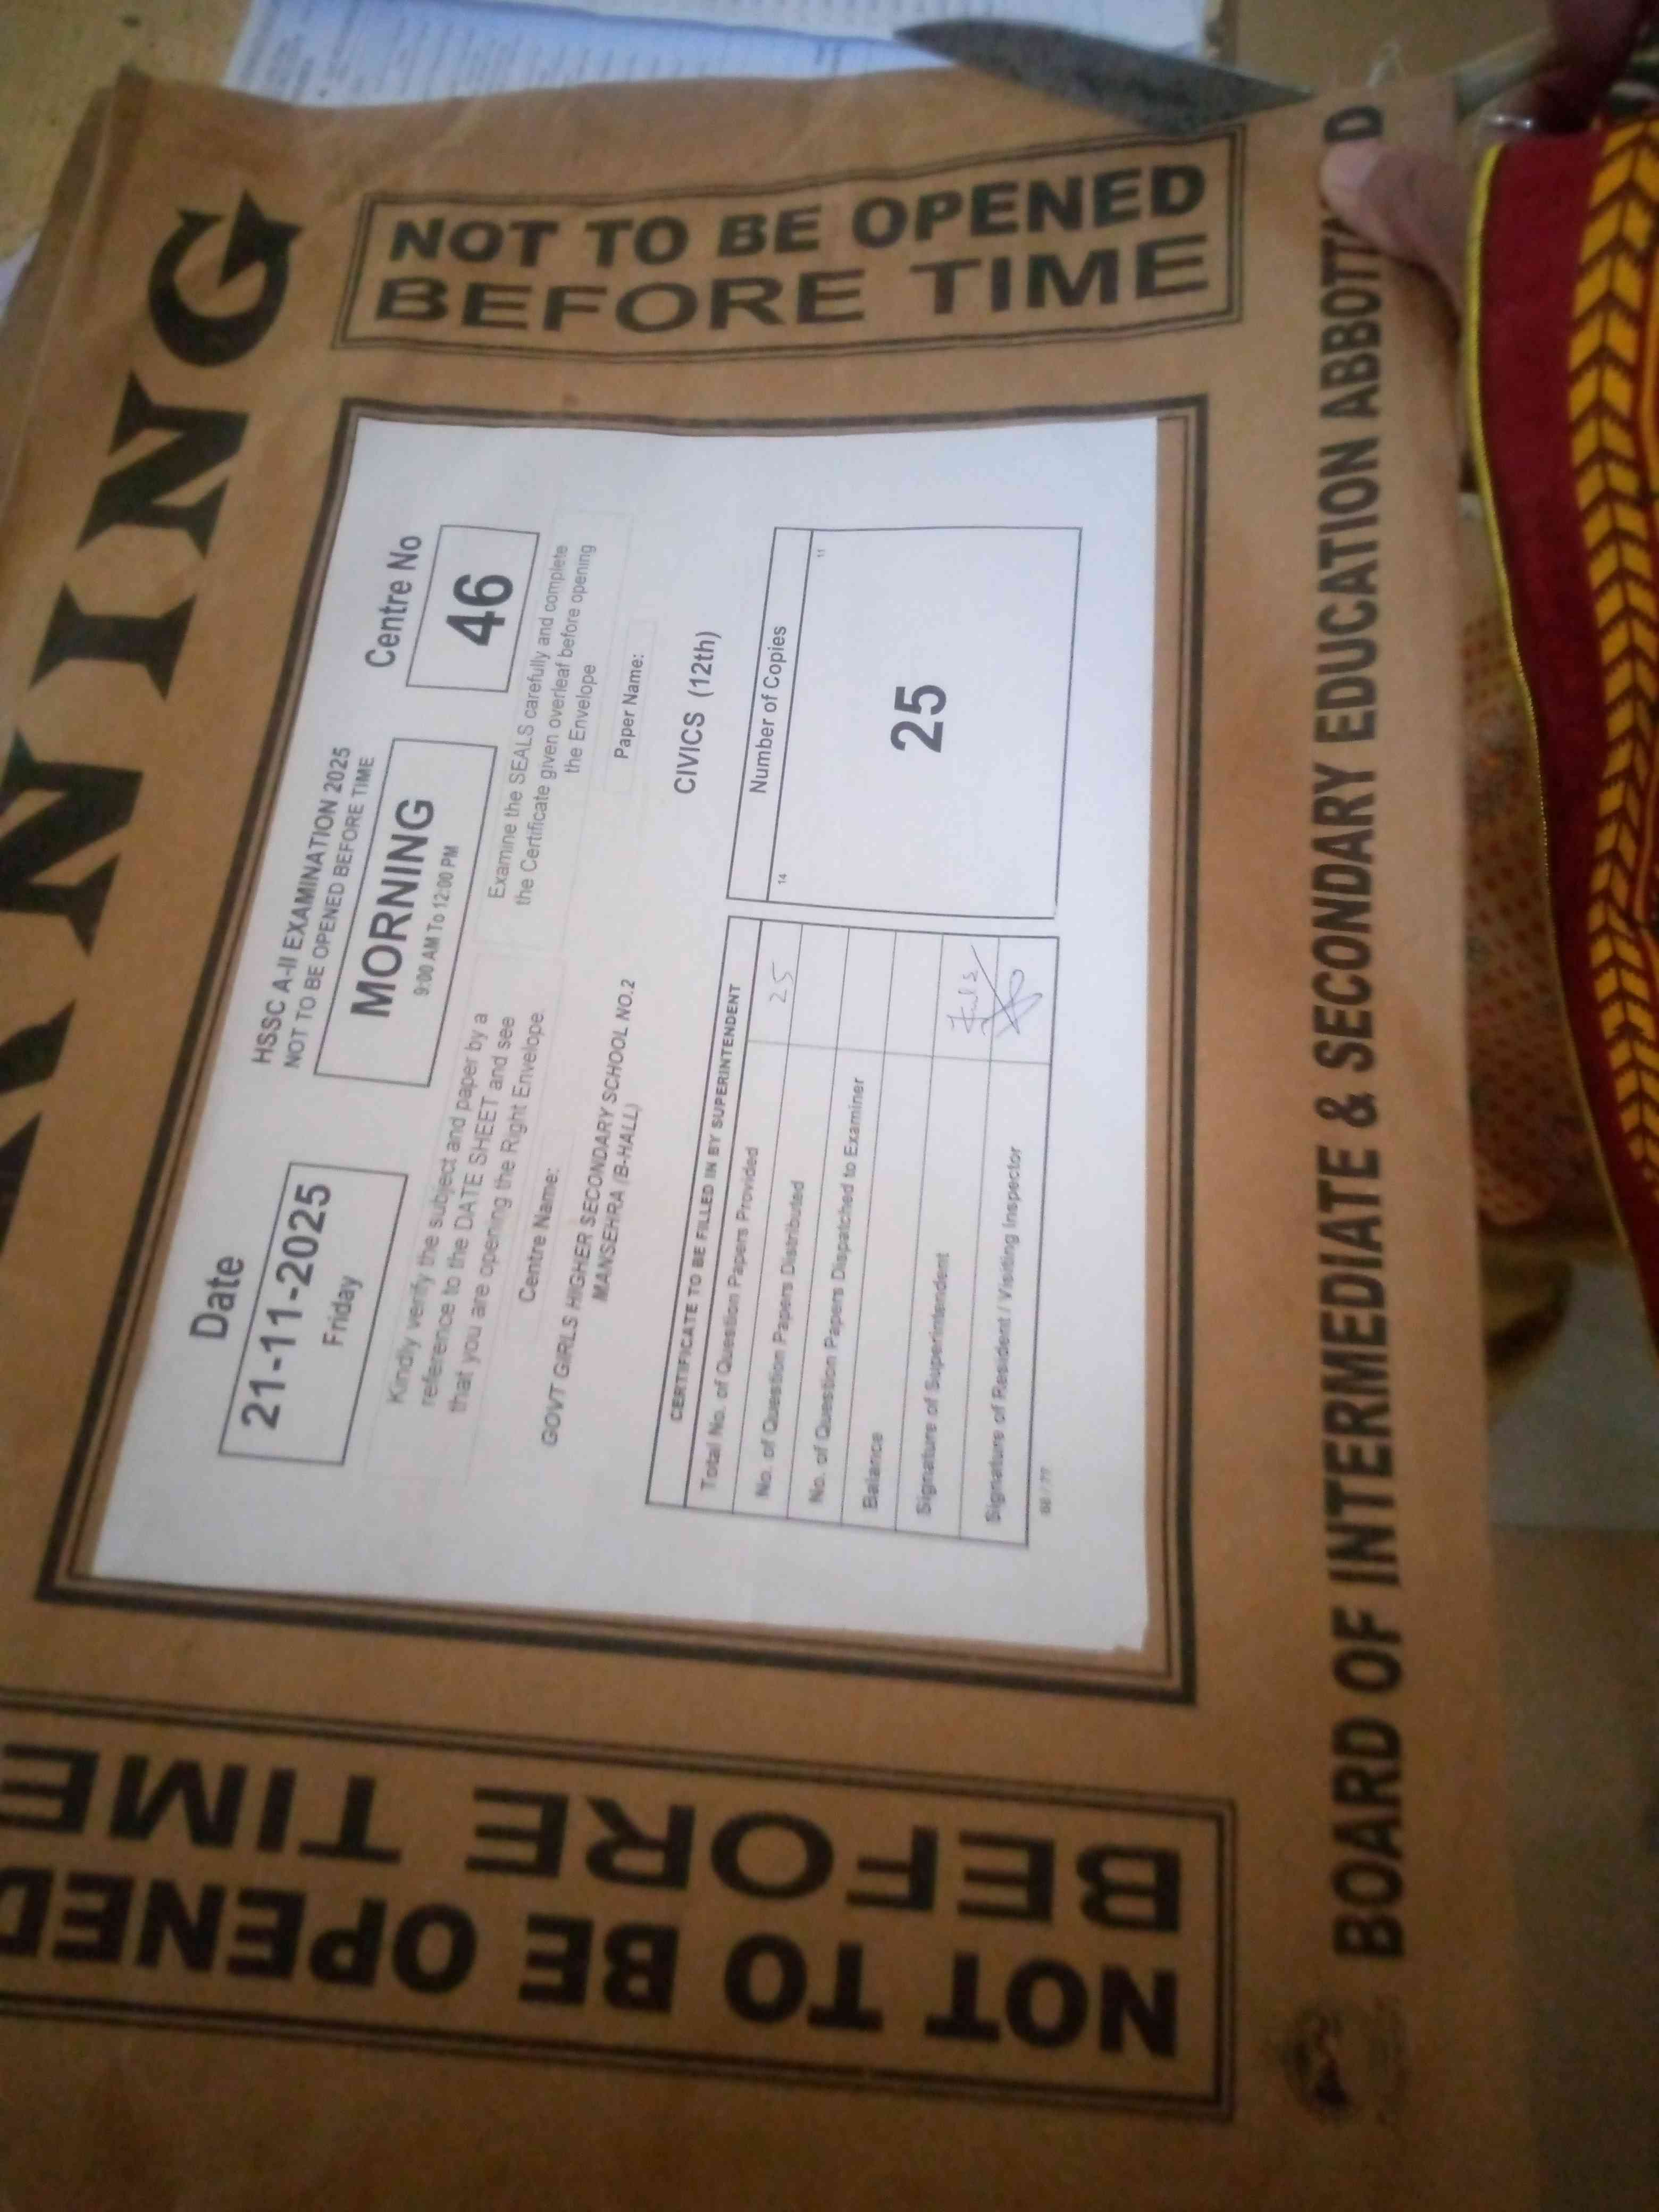 NING
NOT TO BE OPENED
BEFORE TIME
Date
21-11-2025
Friday
HSSC A-II EXAMINATION 2025
NOT TO BE OPENED BEFORE TIME
MORNING
9:00 AM To 12:00 PM
Centre No
46
Kindly verify the subject and paper by a
reference to the DATE SHEET and see
that you are opening the Right Envelope.
Examine the SEALS carefully and complete
the Certificate given overleaf before opening
the Envelope
Centre Name:
GOVT GIRLS HIGHER SECONDARY SCHOOL NO.2
MANSEHRA (B-HALL)
Paper Name:
CIVICS (12th)
CERTIFICATE TO BE FILLED IN BY SUPERINTENDENT
Total No. of Question Papers Provided 25
No. of Question Papers Distributed
No. of Question Papers Dispatched to Examiner
Balance
Signature of Superintendent
Signature of Resident / Visiting Inspector
Number of Copies
14 11
25
NOT TO BE OPENED
BEFORE TIME
BOARD OF INTERMEDIATE & SECONDARY EDUCATION